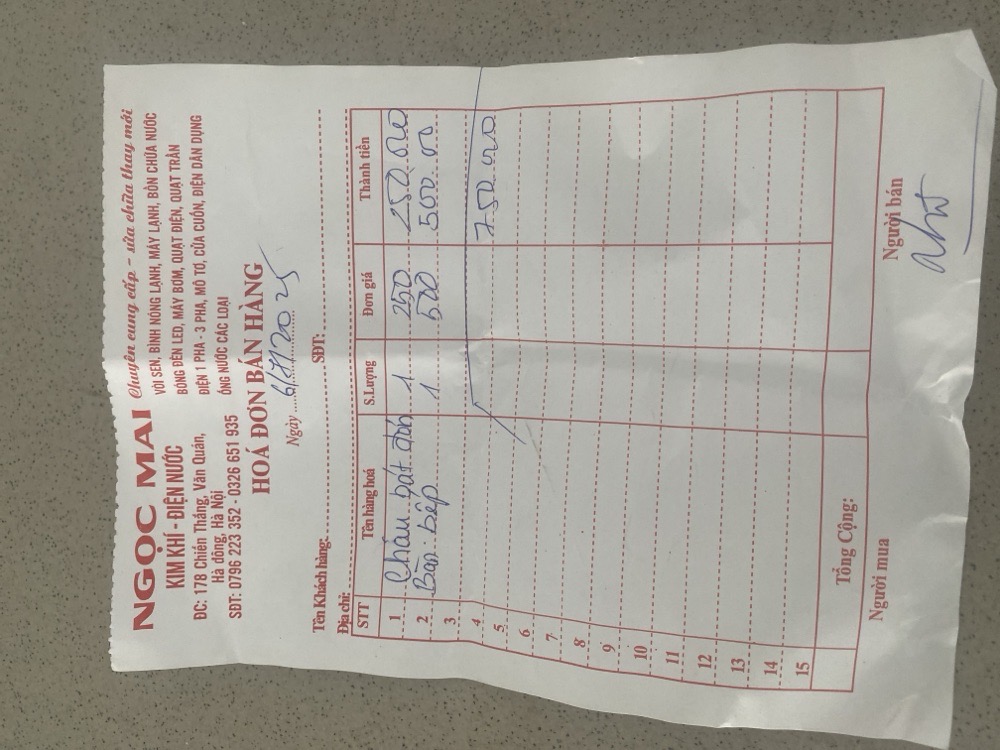 NGỌC MAI
KIM KHÍ - ĐIỆN NƯỚC
ĐC: 178 Chiến Thắng, Văn Quán,
Hà đông, Hà Nội
SĐT: 0796 223 352 - 0326 651 935
Chuyên cung cấp - sửa chữa thay mới
VÒI SEN, BÌNH NÓNG LẠNH, MÁY LẠNH, BỒN CHỨA NƯỚC
BÓNG ĐÈN LED, MÁY BƠM, QUẠT ĐIỆN, QUẠT TRẦN
ĐIỆN 1 PHA - 3 PHA, MÔ TƠ, CỬA CUỐN, ĐIỆN DÂN DỤNG
ỐNG NƯỚC CÁC LOẠI
HOÁ ĐƠN BÁN HÀNG
Ngày 2025
Tên Khách hàng: SĐT:
Địa chỉ:
STT Tên hàng hoá S.Lượng Đơn giá Thành tiền
1 Chậu bát đơn 1 250 250.000
2 Bàn bếp 1 500 500.00
3
4 750.000
5
6
7
8
9
10
11
12
13
14
15
Tổng Cộng:
Người mua Người bán